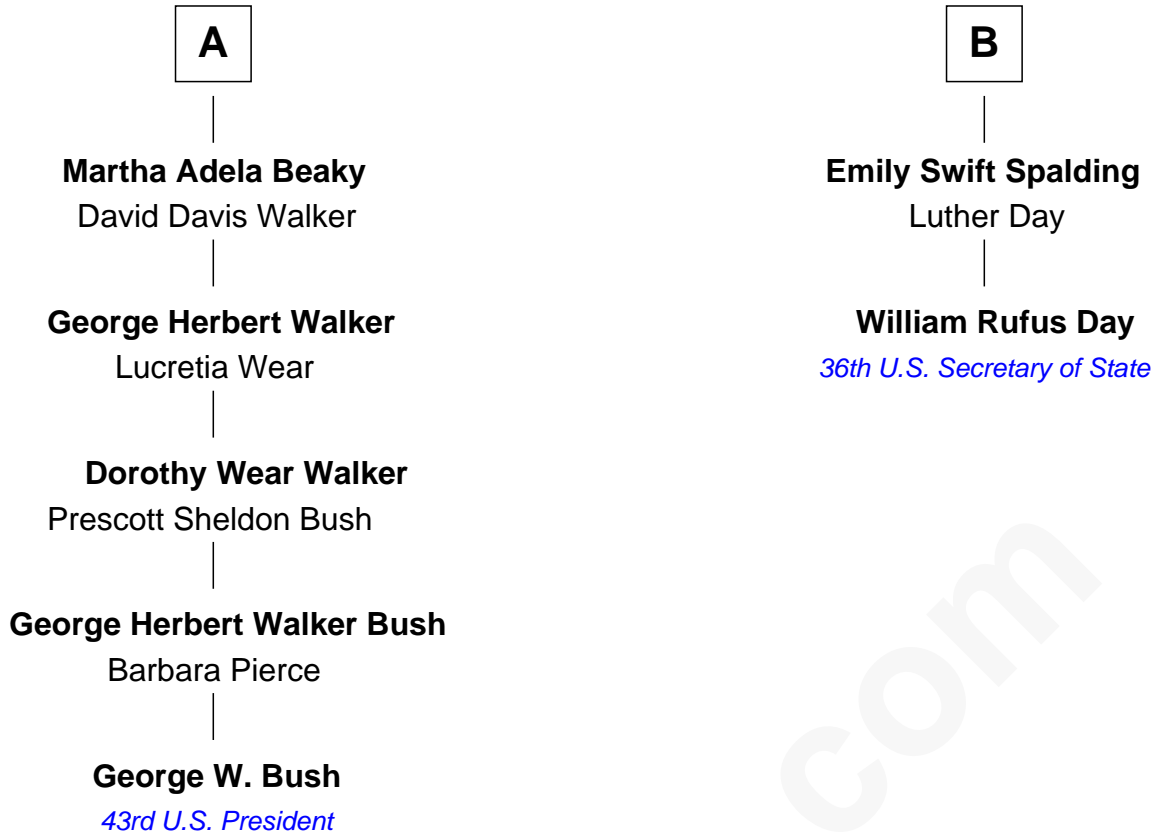 A
Martha Adela Beaky
David Davis Walker
George Herbert Walker
Lucretia Wear
Dorothy Wear Walker
Prescott Sheldon Bush
George Herbert Walker Bush
Barbara Pierce
George W. Bush
43rd U.S. President
B
Emily Swift Spalding
Luther Day
William Rufus Day
36th U.S. Secretary of State
com